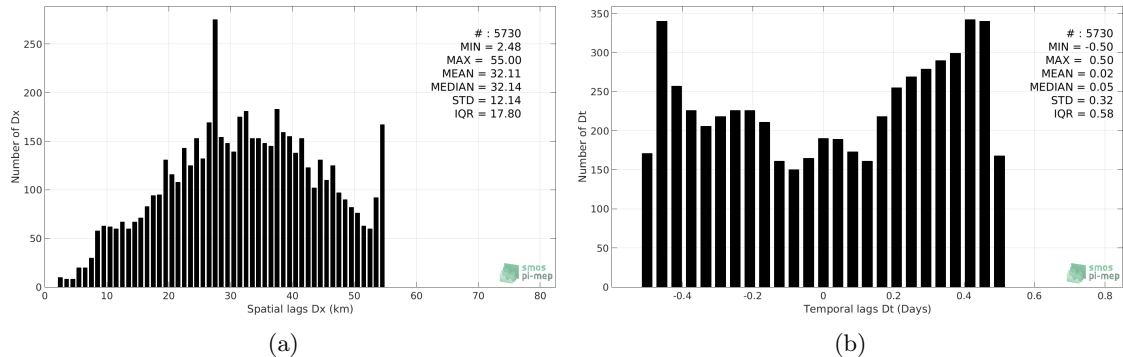 250
200
150
100
50
0
Number of Dx
# : 5730
MIN = 2.48
MAX = 55.00
MEAN = 32.11
MEDIAN = 32.14
STD = 12.14
IQR = 17.80
smos
pi-mep
0 10 20 30 40 50 60 70 80
Spatial lags Dx (km)
(a)
350
300
250
200
150
100
50
0
Number of Dt
# : 5730
MIN = -0.50
MAX = 0.50
MEAN = 0.02
MEDIAN = 0.05
STD = 0.32
IQR = 0.58
smos
pi-mep
-0.4 -0.2 0 0.2 0.4 0.6 0.8
Temporal lags Dt (Days)
(b)